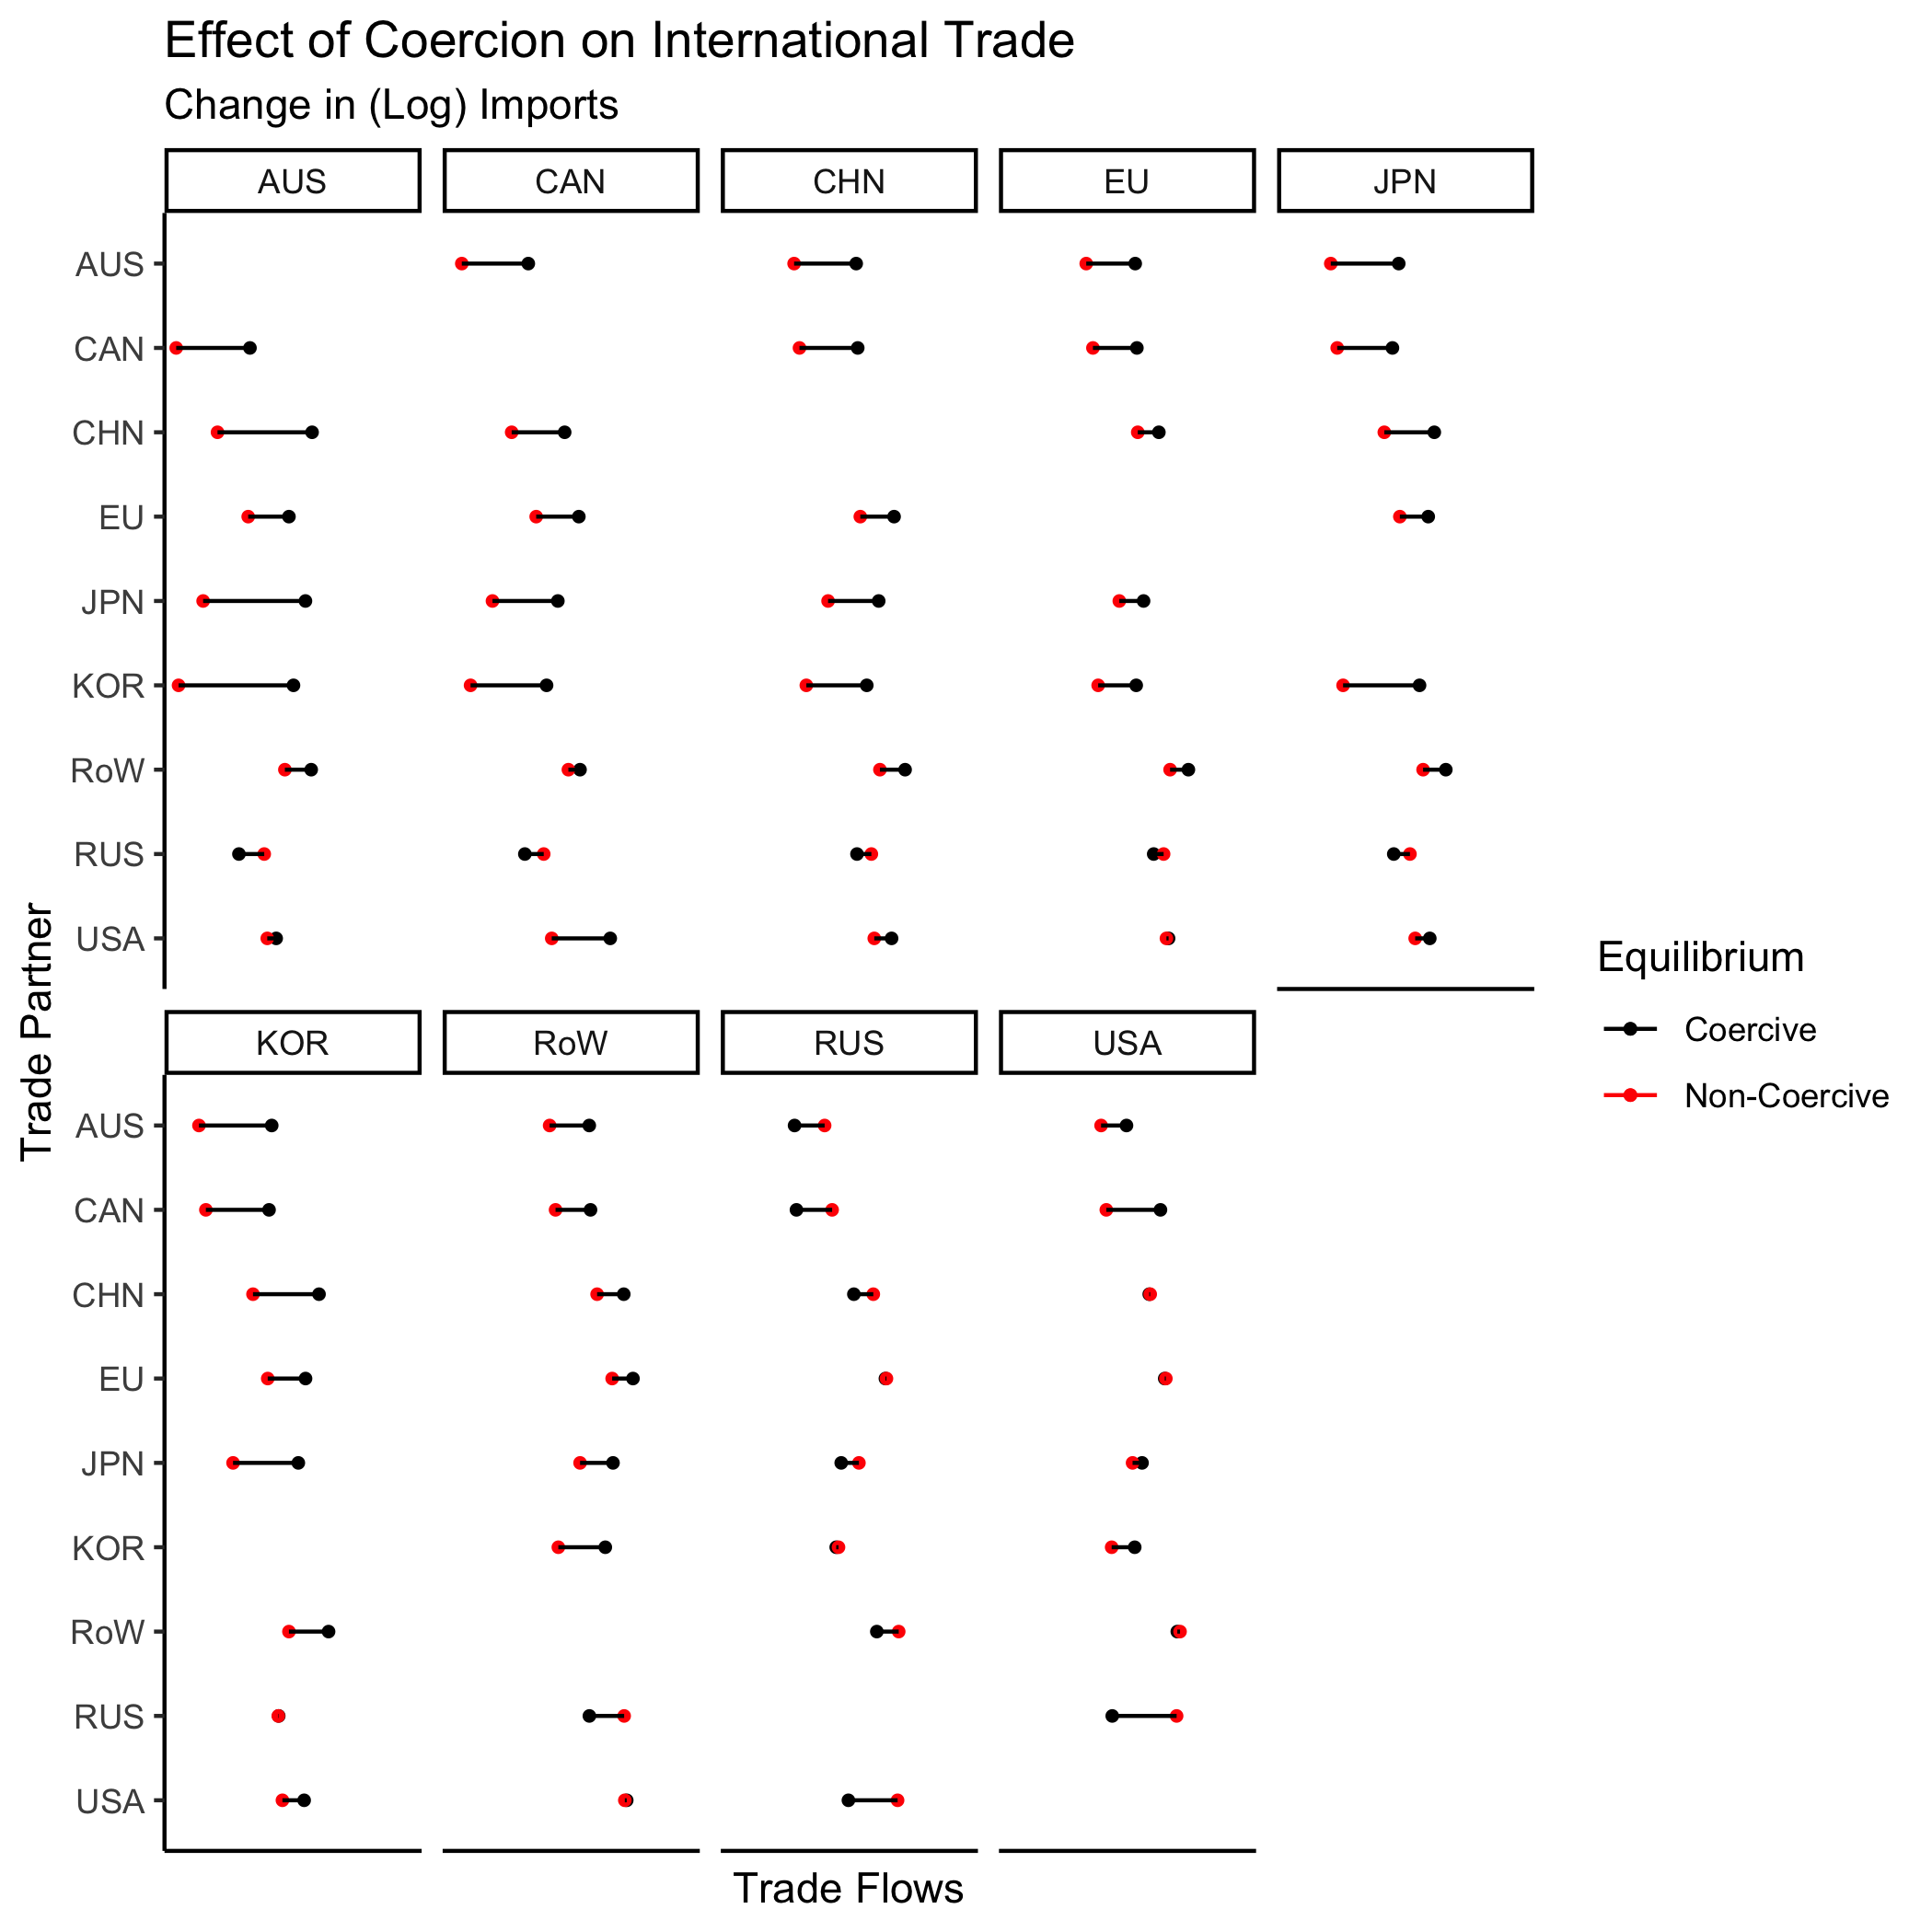 Effect of Coercion on International Trade
Change in (Log) Imports
AUS CAN CHN EU JPN
AUS
CAN
CHN
EU
JPN
KOR
RoW
RUS
USA
KOR RoW RUS USA
AUS
CAN
CHN
EU
JPN
KOR
RoW
RUS
USA
Trade Partner
Trade Flows
Equilibrium
Coercive
Non-Coercive